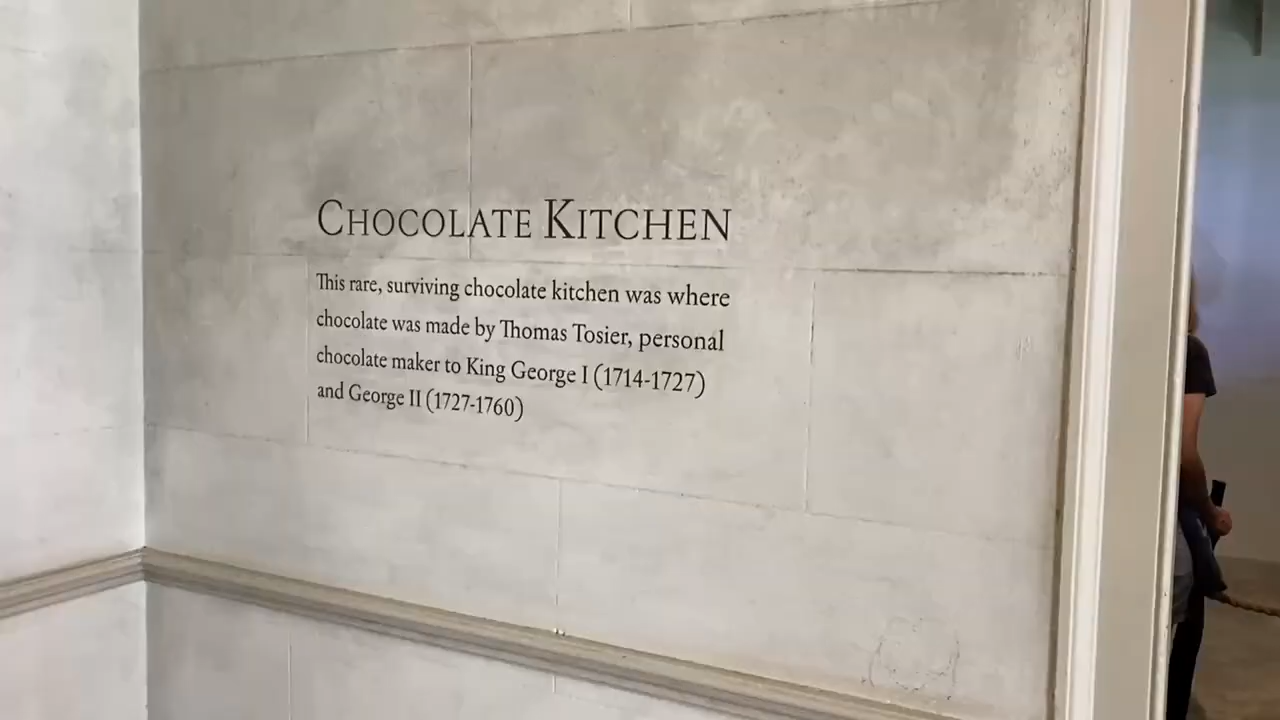 CHOCOLATE KITCHEN
This rare, surviving chocolate kitchen was where
chocolate was made by Thomas Tosier, personal
chocolate maker to King George I (1714-1727)
and George II (1727-1760)